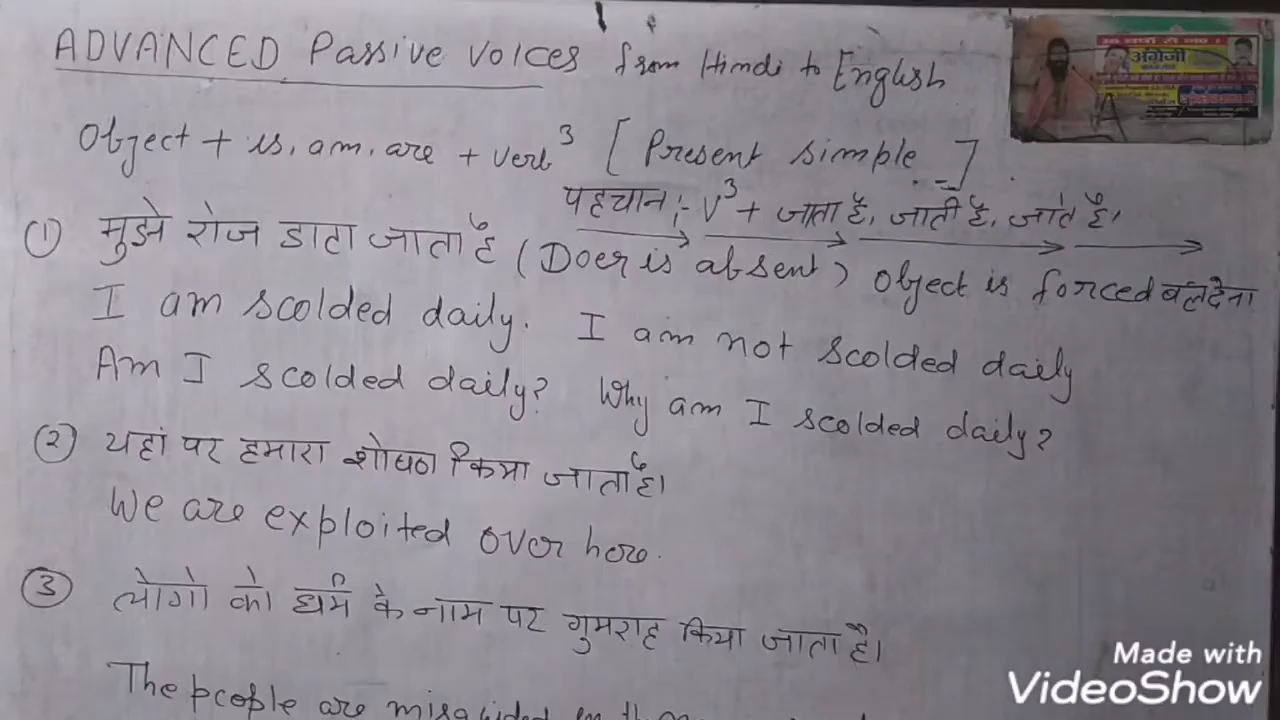 ADVANCED Passive Voices from Hindi to English
अंग्रेजी
A
Object + is, am, are + verb³ [Present simple]
पहचान :- V³ + जाता है, जाती है, जाते है,
① मुझे रोज डाटा जाता है (Doer is absent) Object is forced बल देना
I am scolded daily. I am not scolded daily
Am I scolded daily? Why am I scolded daily?
② यहां पर हमारा शोषण किया जाता है।
We are exploited over here.
③ लोगो को धर्म के नाम पर गुमराह किया जाता है।
The people are misguided
Made with
VideoShow